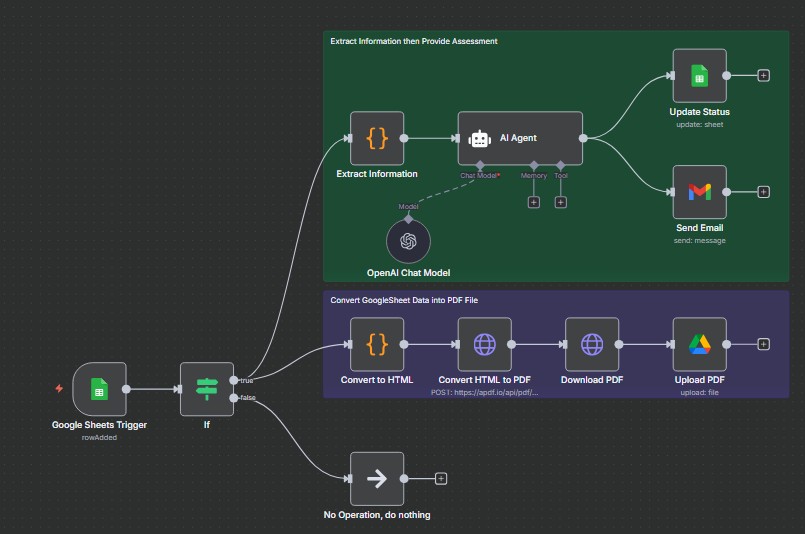 Extract Information then Provide Assessment
Update Status
update: sheet
AI Agent
Extract Information
Chat Model*
Memory
Tool
Model
Send Email
send: message
OpenAI Chat Model
Convert GoogleSheet Data into PDF File
Convert to HTML
Convert HTML to PDF
POST: https://apdf.io/api/pdf/...
Download PDF
Upload PDF
upload: file
true
false
Google Sheets Trigger
rowAdded
If
No Operation, do nothing